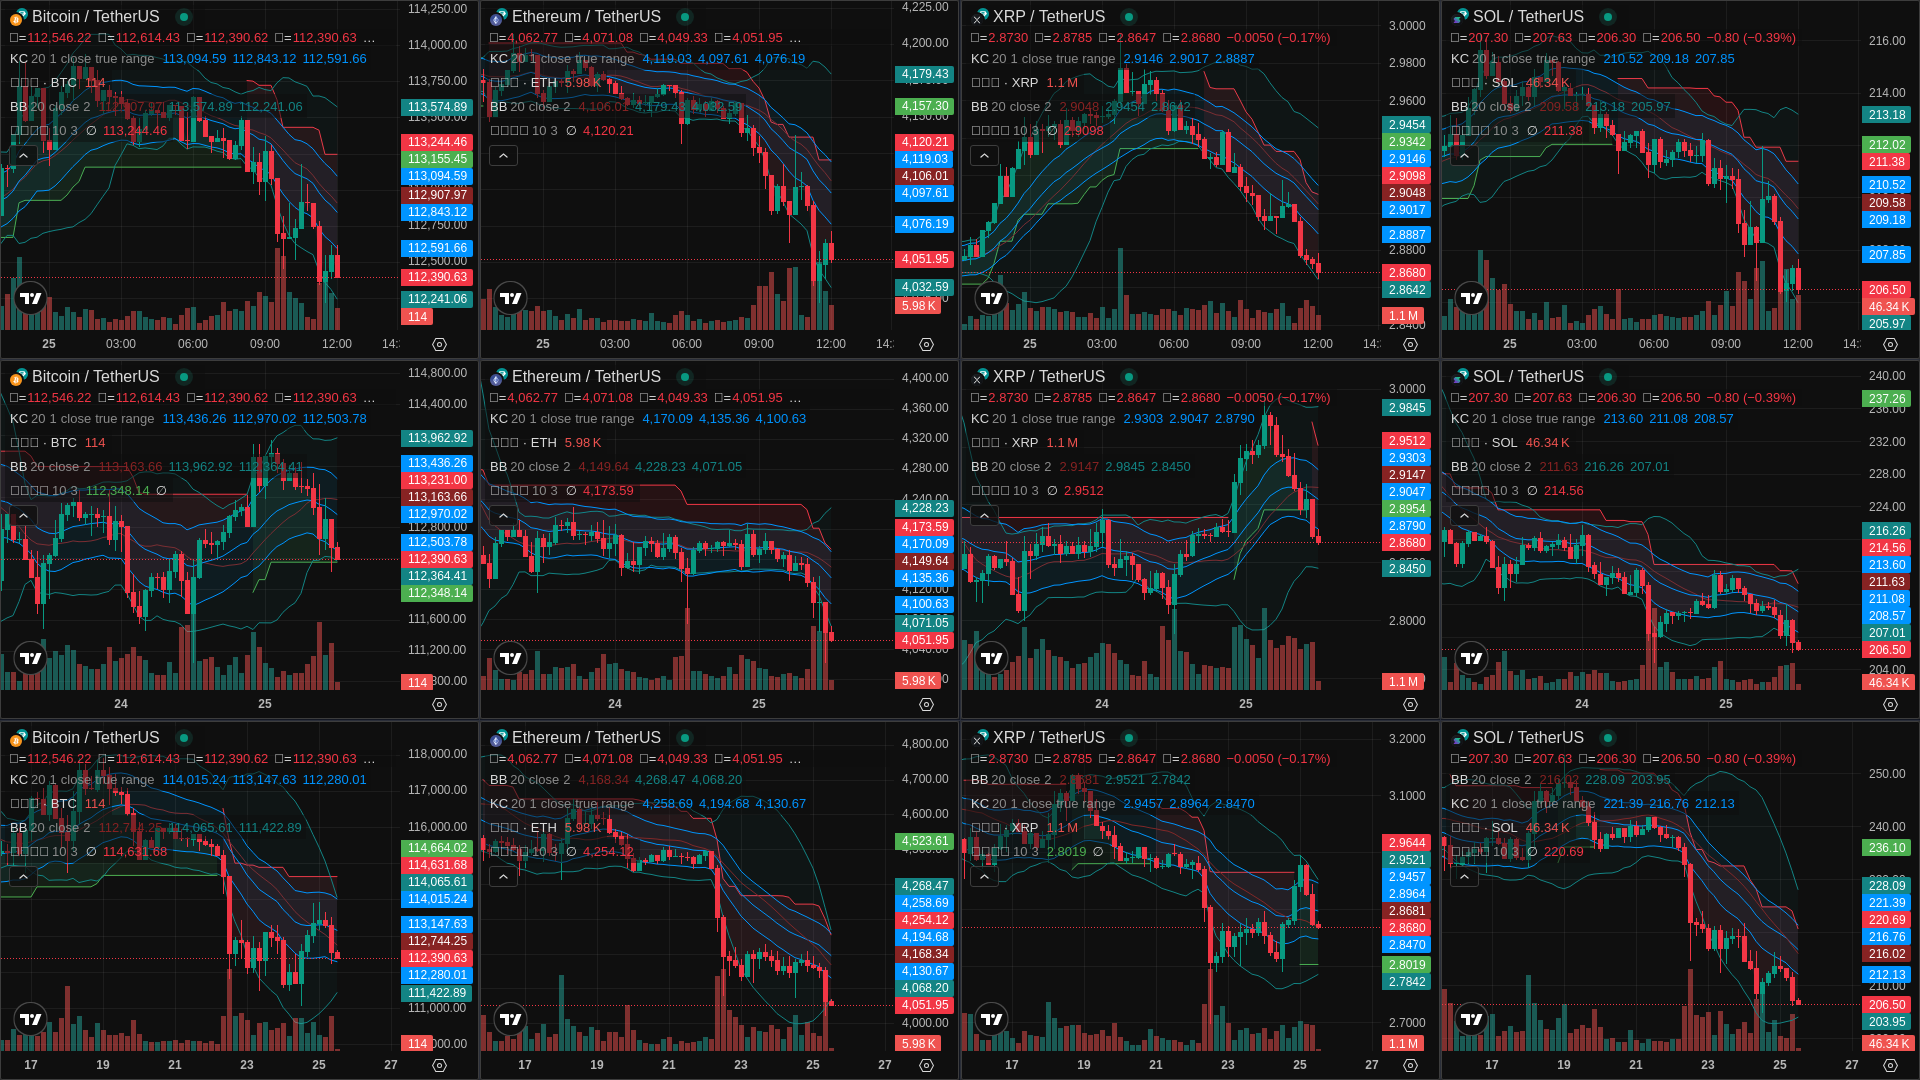 Bitcoin / TetherUS
□=112,546.22 □=112,614.43 □=112,390.62 □=112,390.63 ...
KC 20 1 close true range 113,094.59 112,843.12 112,591.66
□□□ · BTC 114
BB 20 close 2 112,907.97 113,574.89 112,241.06
□□□□ 10 3 ∅ 113,244.46
114,250.00
114,000.00
113,750.00
113,574.89
113,500.00
113,244.46
113,155.45
113,094.59
112,907.97
112,843.12
112,750.00
112,591.66
112,500.00
112,390.63
112,241.06
114
25 03:00 06:00 09:00 12:00
Ethereum / TetherUS
□=4,062.77 □=4,071.08 □=4,049.33 □=4,051.95 ...
KC 20 1 close true range 4,119.03 4,097.61 4,076.19
□□□ · ETH 5.98 K
BB 20 close 2 4,106.01 4,179.43 4,032.59
□□□□ 10 3 ∅ 4,120.21
4,225.00
4,200.00
4,179.43
4,157.30
4,150.00
4,120.21
4,119.03
4,106.01
4,097.61
4,076.19
4,051.95
4,032.59
5.98 K
25 03:00 06:00 09:00 12:00
XRP / TetherUS
□=2.8730 □=2.8785 □=2.8647 □=2.8680 −0.0050 (−0.17%)
KC 20 1 close true range 2.9146 2.9017 2.8887
□□□ · XRP 1.1 M
BB 20 close 2 2.9048 2.9454 2.8642
□□□□ 10 3 ∅ 2.9098
3.0000
2.9800
2.9600
2.9454
2.9342
2.9146
2.9098
2.9048
2.9017
2.8887
2.8800
2.8680
2.8642
1.1 M
2.8400
25 03:00 06:00 09:00 12:00
SOL / TetherUS
□=207.30 □=207.63 □=206.30 □=206.50 −0.80 (−0.39%)
KC 20 1 close true range 210.52 209.18 207.85
□□□ · SOL 46.34 K
BB 20 close 2 209.58 213.18 205.97
□□□□ 10 3 ∅ 211.38
216.00
214.00
213.18
212.02
211.38
210.52
209.58
209.18
207.85
206.50
46.34 K
205.97
25 03:00 06:00 09:00 12:00
Bitcoin / TetherUS
□=112,546.22 □=112,614.43 □=112,390.62 □=112,390.63 ...
KC 20 1 close true range 113,436.26 112,970.02 112,503.78
□□□ · BTC 114
BB 20 close 2 113,163.66 113,962.92 112,364.41
□□□□ 10 3 112,348.14 ∅
114,800.00
114,400.00
113,962.92
113,436.26
113,231.00
113,163.66
112,970.02
112,800.00
112,503.78
112,390.63
112,364.41
112,348.14
111,600.00
111,200.00
114
24 25
Ethereum / TetherUS
□=4,062.77 □=4,071.08 □=4,049.33 □=4,051.95 ...
KC 20 1 close true range 4,170.09 4,135.36 4,100.63
□□□ · ETH 5.98 K
BB 20 close 2 4,149.64 4,228.23 4,071.05
□□□□ 10 3 ∅ 4,173.59
4,400.00
4,360.00
4,320.00
4,280.00
4,240.00
4,228.23
4,173.59
4,170.09
4,149.64
4,135.36
4,120.00
4,100.63
4,071.05
4,051.95
4,040.00
5.98 K
24 25
XRP / TetherUS
□=2.8730 □=2.8785 □=2.8647 □=2.8680 −0.0050 (−0.17%)
KC 20 1 close true range 2.9303 2.9047 2.8790
□□□ · XRP 1.1 M
BB 20 close 2 2.9147 2.9845 2.8450
□□□□ 10 3 ∅ 2.9512
3.0000
2.9845
2.9512
2.9303
2.9147
2.9047
2.8954
2.8790
2.8680
2.8450
2.8000
1.1 M
24 25
SOL / TetherUS
□=207.30 □=207.63 □=206.30 □=206.50 −0.80 (−0.39%)
KC 20 1 close true range 213.60 211.08 208.57
□□□ · SOL 46.34 K
BB 20 close 2 211.63 216.26 207.01
□□□□ 10 3 ∅ 214.56
240.00
237.26
236.00
232.00
228.00
224.00
220.00
216.26
214.56
213.60
211.63
211.08
208.57
207.01
206.50
204.00
46.34 K
24 25
Bitcoin / TetherUS
□=112,546.22 □=112,614.43 □=112,390.62 □=112,390.63 ...
KC 20 1 close true range 114,015.24 113,147.63 112,280.01
□□□ · BTC 114
BB 20 close 2 112,744.25 114,065.61 111,422.89
□□□□ 10 3 ∅ 114,631.68
118,000.00
117,000.00
116,000.00
114,664.02
114,631.68
114,065.61
114,015.24
113,147.63
112,744.25
112,390.63
112,280.01
111,422.89
111,000.00
114
17 19 21 23 25 27
Ethereum / TetherUS
□=4,062.77 □=4,071.08 □=4,049.33 □=4,051.95 ...
BB 20 close 2 4,168.34 4,268.47 4,068.20
KC 20 1 close true range 4,258.69 4,194.68 4,130.67
□□□ · ETH 5.98 K
□□□□ 10 3 ∅ 4,254.12
4,800.00
4,700.00
4,600.00
4,523.61
4,500.00
4,268.47
4,258.69
4,254.12
4,194.68
4,168.34
4,130.67
4,068.20
4,051.95
4,000.00
5.98 K
17 19 21 23 25 27
XRP / TetherUS
□=2.8730 □=2.8785 □=2.8647 □=2.8680 −0.0050 (−0.17%)
BB 20 close 2 2.8681 2.9521 2.7842
KC 20 1 close true range 2.9457 2.8964 2.8470
□□□ · XRP 1.1 M
□□□□ 10 3 2.8019 ∅
3.2000
3.1000
2.9644
2.9521
2.9457
2.8964
2.8681
2.8680
2.8470
2.8019
2.7842
2.7000
1.1 M
17 19 21 23 25 27
SOL / TetherUS
□=207.30 □=207.63 □=206.30 □=206.50 −0.80 (−0.39%)
BB 20 close 2 216.02 228.09 203.95
KC 20 1 close true range 221.39 216.76 212.13
□□□ · SOL 46.34 K
□□□□ 10 3 ∅ 220.69
250.00
240.00
236.10
228.09
221.39
220.69
216.76
216.02
212.13
210.00
206.50
203.95
46.34 K
17 19 21 23 25 27